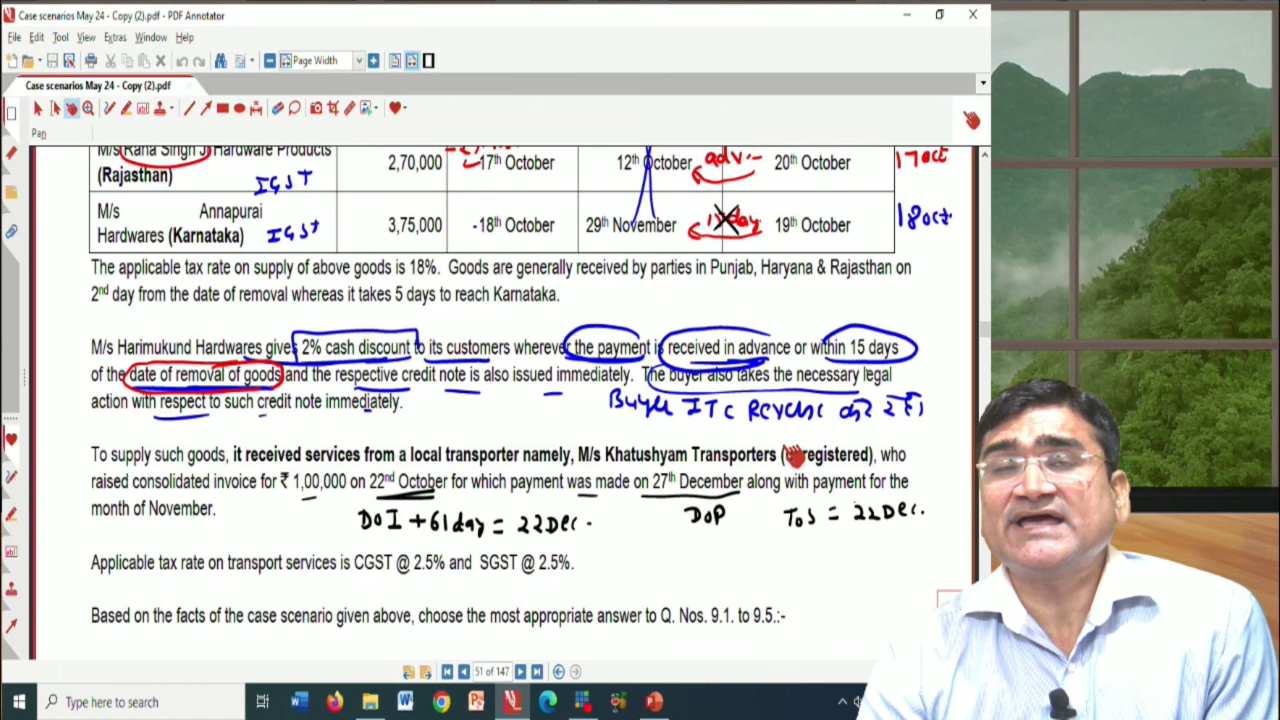 Case scenarios May 24 - Copy (2).pdf - PDF Annotator
File Edit Tool View Extras Window Help
Page Width
Case scenarios May 24 - Copy (2).pdf
Pan
M/s Rana Singh J Hardware Products (Rajasthan) IGST 2,70,000 17th October 12th October adv:- 20th October 17 oct
M/s Annapurai Hardwares (Karnataka) IGST 3,75,000 18th October 29th November 15 day 19th October 18 oct
The applicable tax rate on supply of above goods is 18%. Goods are generally received by parties in Punjab, Haryana & Rajasthan on
2nd day from the date of removal whereas it takes 5 days to reach Karnataka.
M/s Harimukund Hardwares gives 2% cash discount to its customers wherever the payment is received in advance or within 15 days
of the date of removal of goods and the respective credit note is also issued immediately. The buyer also takes the necessary legal
action with respect to such credit note immediately.
Buyer ITC Reverse
To supply such goods, it received services from a local transporter namely, M/s Khatushyam Transporters (unregistered), who
raised consolidated invoice for ₹ 1,00,000 on 22nd October for which payment was made on 27th December along with payment for the
month of November.
DOI + 61 day = 22 Dec. DOP TOS = 22 Dec.
Applicable tax rate on transport services is CGST @ 2.5% and SGST @ 2.5%.
Based on the facts of the case scenario given above, choose the most appropriate answer to Q. Nos. 9.1. to 9.5.:-
51 of 147
Type here to search